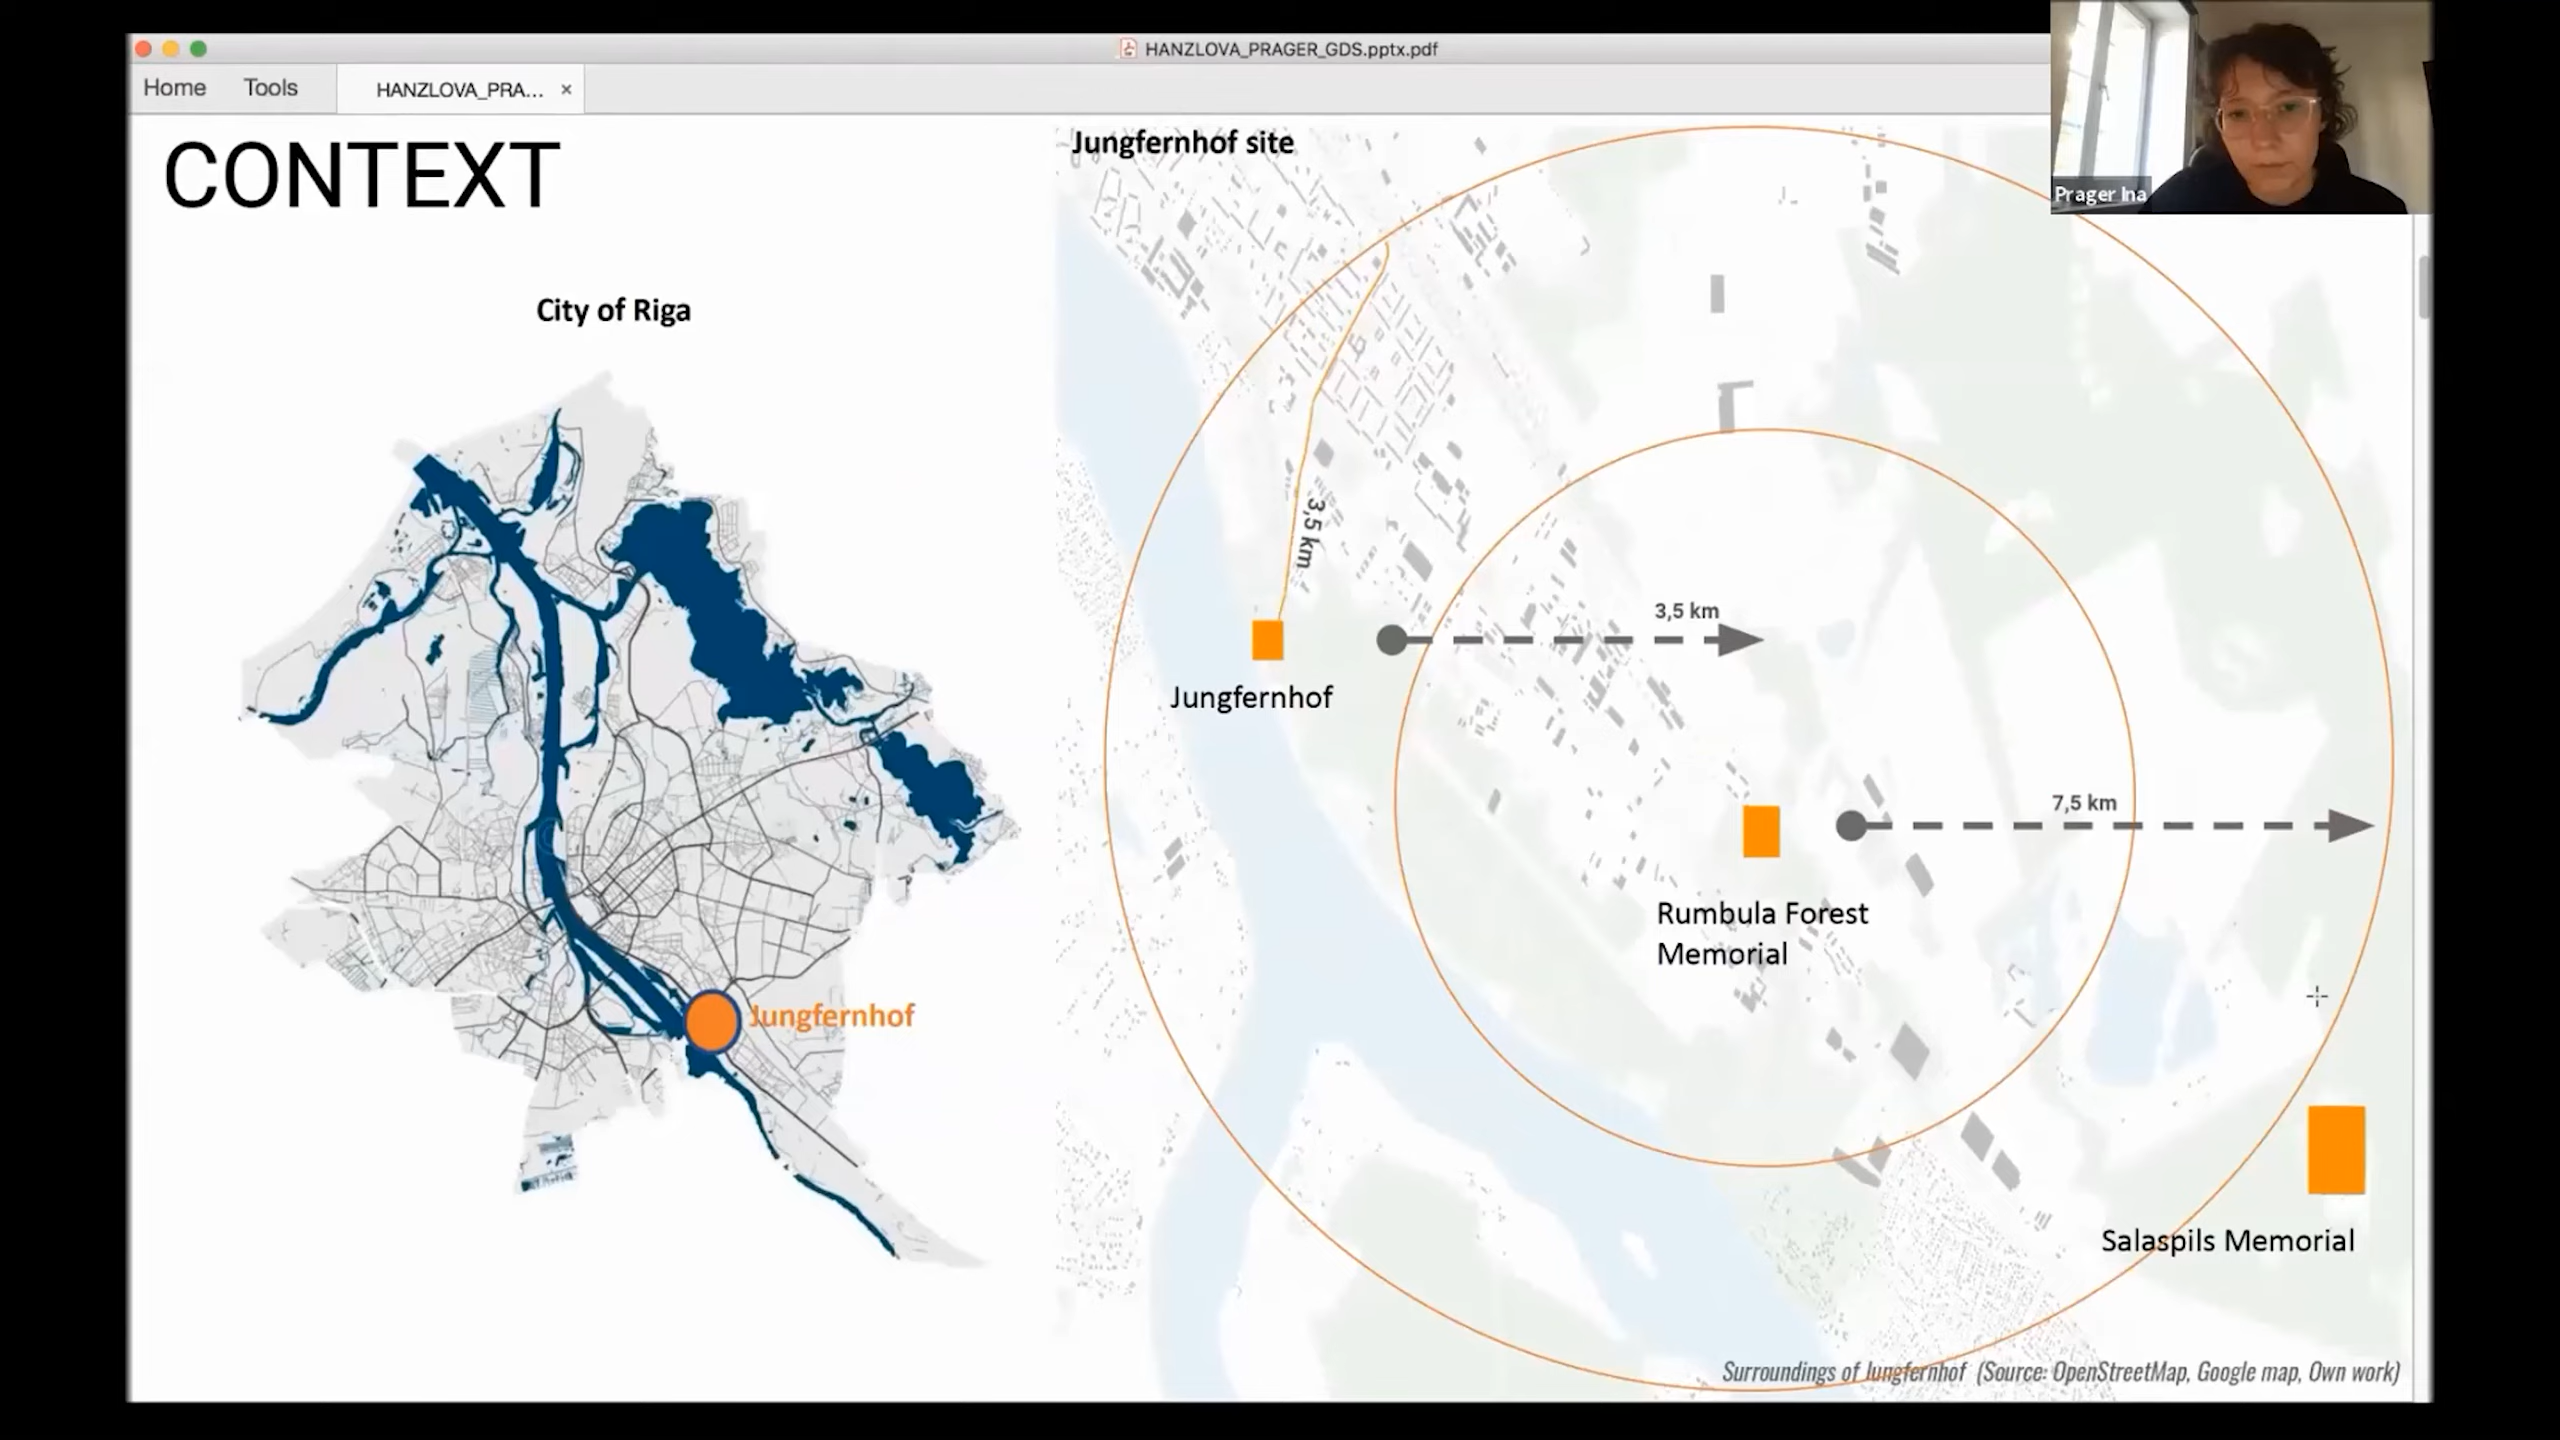 HANZLOVA_PRAGER_GDS.pptx.pdf
Home
Tools
HANZLOVA_PRA... ×
Prager Ina
CONTEXT
City of Riga
Jungfernhof
Jungfernhof site
3,5 km
3,5 km
Jungfernhof
7,5 km
Rumbula Forest
Memorial
Salaspils Memorial
Surroundings of Jungfernhof (Source: OpenStreetMap, Google map, Own work)